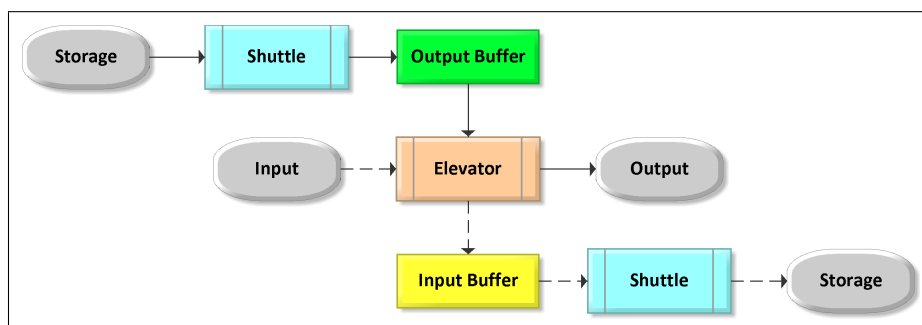 Storage
Shuttle
Output Buffer
Input
Elevator
Output
Input Buffer
Shuttle
Storage